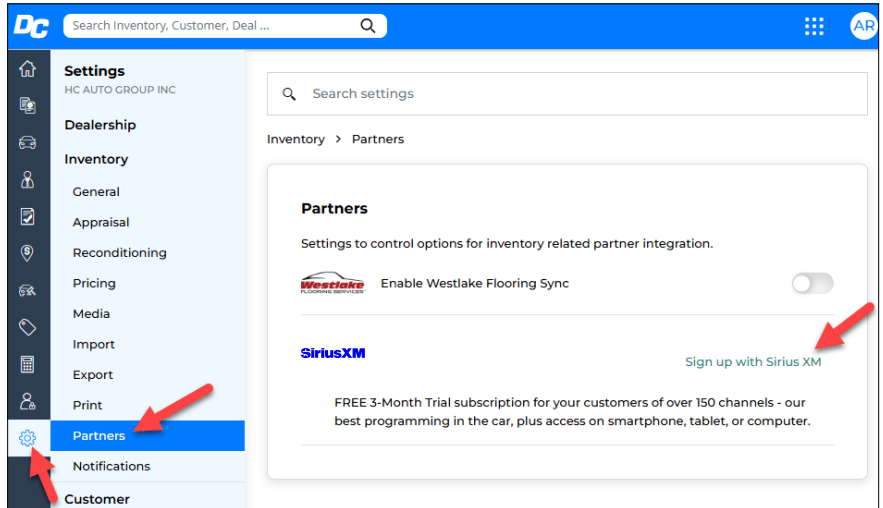 DC
Search Inventory, Customer, Deal ...
AR
Settings
HC AUTO GROUP INC
Dealership
Inventory
General
Appraisal
Reconditioning
Pricing
Media
Import
Export
Print
Partners
Notifications
Customer
Search settings
Inventory > Partners
Partners
Settings to control options for inventory related partner integration.
Westlake
FLOORING SERVICES
Enable Westlake Flooring Sync
SiriusXM
Sign up with Sirius XM
FREE 3-Month Trial subscription for your customers of over 150 channels - our
best programming in the car, plus access on smartphone, tablet, or computer.